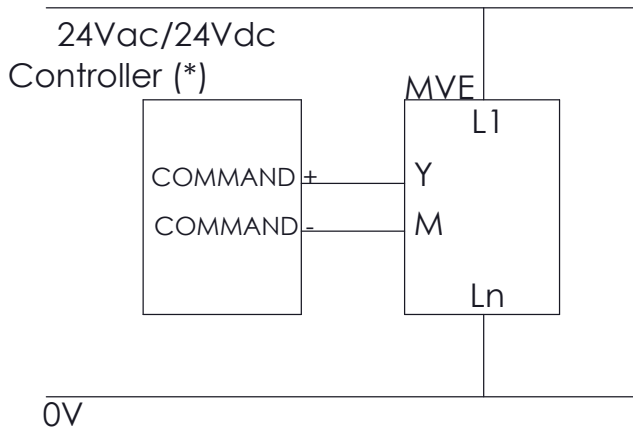 24Vac/24Vdc
Controller (*)
MVE
L1
COMMAND +
Y
COMMAND -
M
Ln
0V